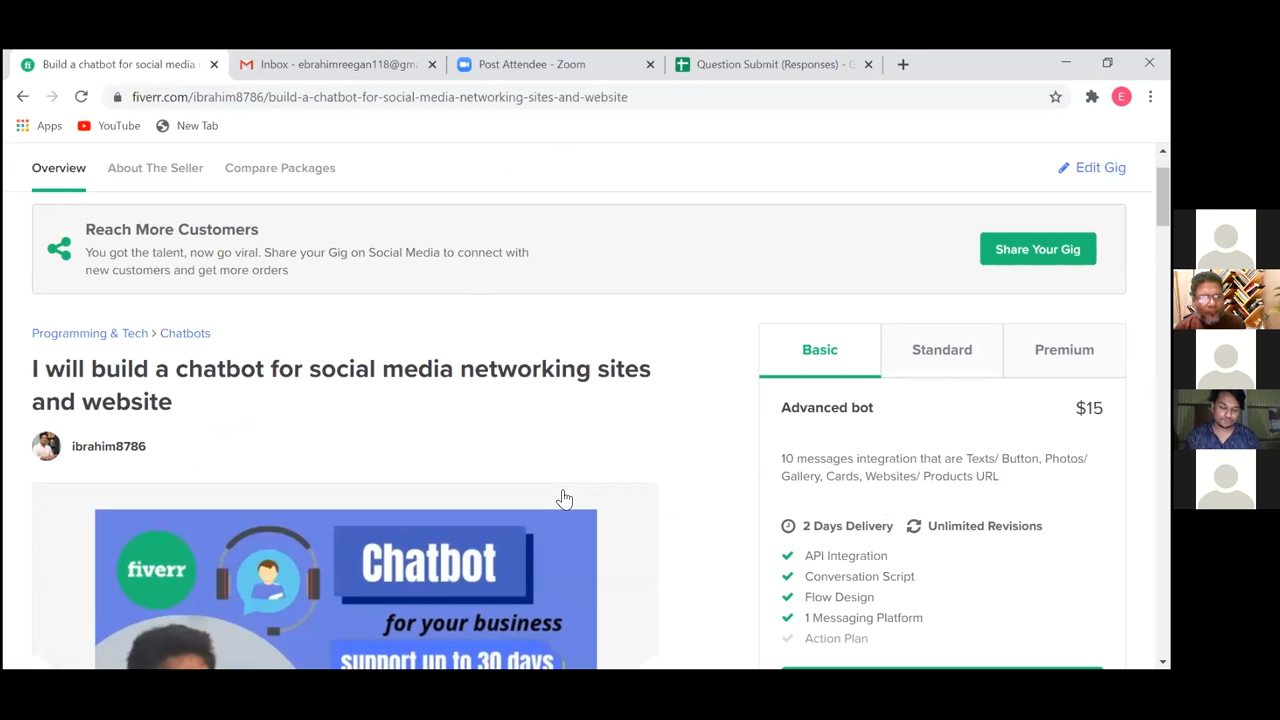 Build a chatbot for social media
Inbox - ebrahimreegan118@gma
Post Attendee - Zoom
Question Submit (Responses) - G
fiverr.com/ibrahim8786/build-a-chatbot-for-social-media-networking-sites-and-website
E
Apps
YouTube
New Tab
Overview
About The Seller
Compare Packages
Edit Gig
Reach More Customers
You got the talent, now go viral. Share your Gig on Social Media to connect with
new customers and get more orders
Share Your Gig
Programming & Tech > Chatbots
I will build a chatbot for social media networking sites
and website
ibrahim8786
fiverr
Chatbot
for your business
support up to 30 days
Basic
Standard
Premium
Advanced bot
$15
10 messages integration that are Texts/ Button, Photos/
Gallery, Cards, Websites/ Products URL
2 Days Delivery
Unlimited Revisions
API Integration
Conversation Script
Flow Design
1 Messaging Platform
Action Plan